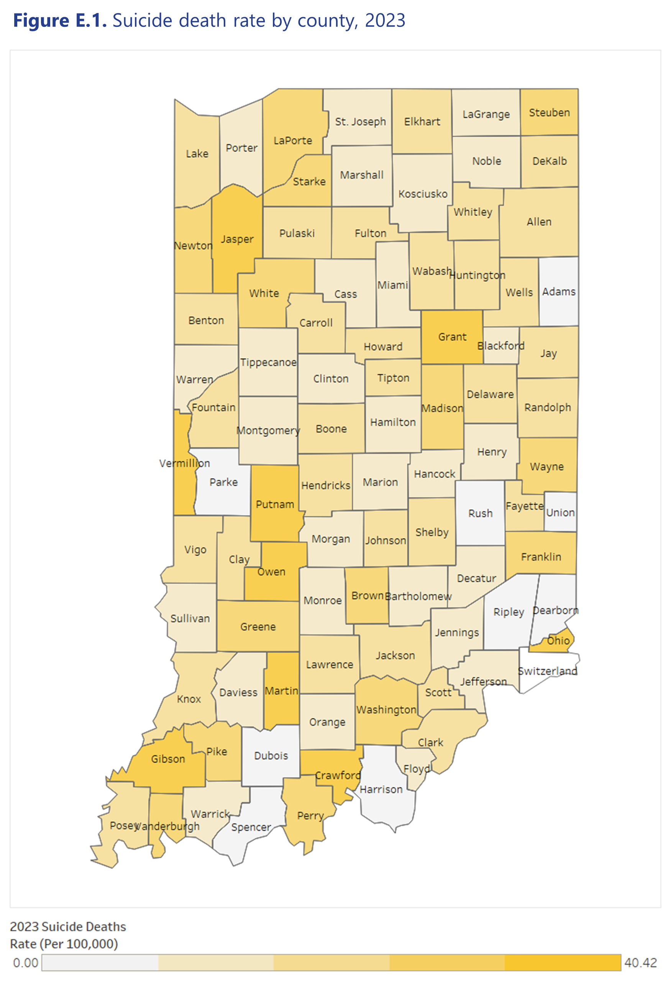 Figure E.1. Suicide death rate by county, 2023
St. Joseph
Elkhart
LaGrange
Steuben
LaPorte
Porter
Lake
Noble
DeKalb
Starke
Marshall
Kosciusko
Whitley
Allen
Pulaski
Fulton
Jasper
Newton
Wabash
Huntington
Miami
Wells
Adams
White
Cass
Benton
Carroll
Grant
Howard
Blackford
Jay
Tippecanoe
Clinton
Tipton
Warren
Delaware
Fountain
Madison
Randolph
Hamilton
Montgomery
Boone
Henry
Vermillion
Wayne
Hancock
Parke
Hendricks
Marion
Putnam
Fayette
Union
Rush
Shelby
Morgan
Johnson
Vigo
Clay
Franklin
Owen
Decatur
Brown
Bartholomew
Monroe
Ripley
Dearborn
Sullivan
Greene
Jennings
Ohio
Jackson
Lawrence
Switzerland
Jefferson
Knox
Daviess
Martin
Scott
Washington
Orange
Clark
Pike
Dubois
Gibson
Floyd
Crawford
Harrison
Warrick
Perry
Posey
Vanderburgh
Spencer
2023 Suicide Deaths
Rate (Per 100,000)
0.00
40.42